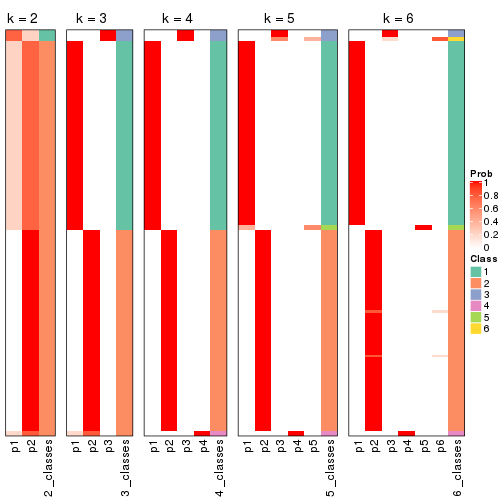 k = 2
k = 3
k = 4
k = 5
k = 6
Prob
1
0.8
0.6
0.4
0.2
0
Class
1
2
3
4
5
6
p1
p2
2_classes
p1
p2
p3
3_classes
p1
p2
p3
p4
4_classes
p1
p2
p3
p4
p5
5_classes
p1
p2
p3
p4
p5
p6
6_classes